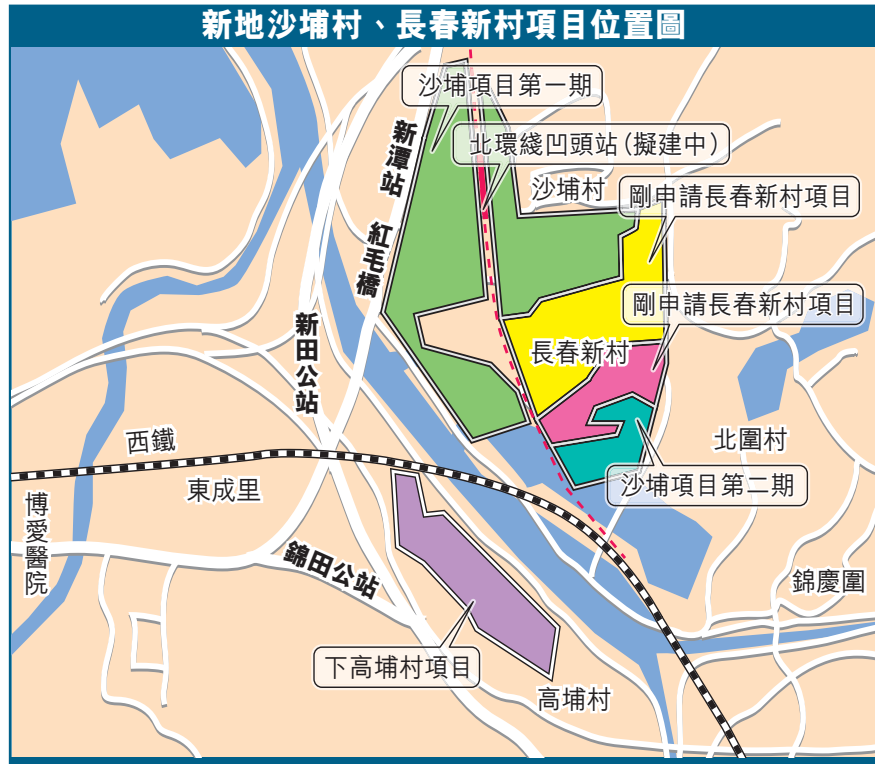 新地沙埔村、長春新村項目位置圖
沙埔項目第一期
新潭站
紅毛橋
北環綫凹頭站(擬建中)
沙埔村
剛申請長春新村項目
剛申請長春新村項目
新田公站
長春新村
北圍村
西鐵
東成里
沙埔項目第二期
博愛醫院
錦田公站
錦慶圍
下高埔村項目
高埔村